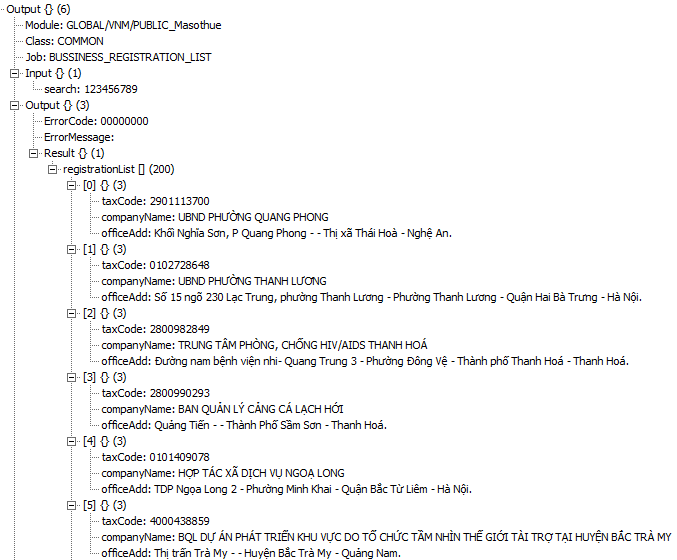 Output {} (6)
Module: GLOBAL/VNM/PUBLIC_Masothue
Class: COMMON
Job: BUSSINESS_REGISTRATION_LIST
Input {} (1)
search: 123456789
Output {} (3)
ErrorCode: 00000000
ErrorMessage:
Result {} (1)
registrationList [] (200)
[0] {} (3)
taxCode: 2901113700
companyName: UBND PHƯỜNG QUANG PHONG
officeAdd: Khối Nghĩa Sơn, P Quang Phong - - Thị xã Thái Hoà - Nghệ An.
[1] {} (3)
taxCode: 0102728648
companyName: UBND PHƯỜNG THANH LƯƠNG
officeAdd: Số 15 ngõ 230 Lạc Trung, phường Thanh Lương - Phường Thanh Lương - Quận Hai Bà Trưng - Hà Nội.
[2] {} (3)
taxCode: 2800982849
companyName: TRUNG TÂM PHÒNG, CHỐNG HIV/AIDS THANH HOÁ
officeAdd: Đường nam bệnh viện nhi- Quang Trung 3 - Phường Đông Vệ - Thành phố Thanh Hoá - Thanh Hoá.
[3] {} (3)
taxCode: 2800990293
companyName: BAN QUẢN LÝ CẢNG CÁ LẠCH HỚI
officeAdd: Quảng Tiến - - Thành Phố Sầm Sơn - Thanh Hoá.
[4] {} (3)
taxCode: 0101409078
companyName: HỢP TÁC XÃ DỊCH VỤ NGOẠ LONG
officeAdd: TDP Ngọa Long 2 - Phường Minh Khai - Quận Bắc Từ Liêm - Hà Nội.
[5] {} (3)
taxCode: 4000438859
companyName: BQL DỰ ÁN PHÁT TRIỂN KHU VỰC DO TỔ CHỨC TẦM NHÌN THẾ GIỚI TÀI TRỢ TẠI HUYỆN BẮC TRÀ MY
officeAdd: Thị trấn Trà My - - Huyện Bắc Trà My - Quảng Nam.